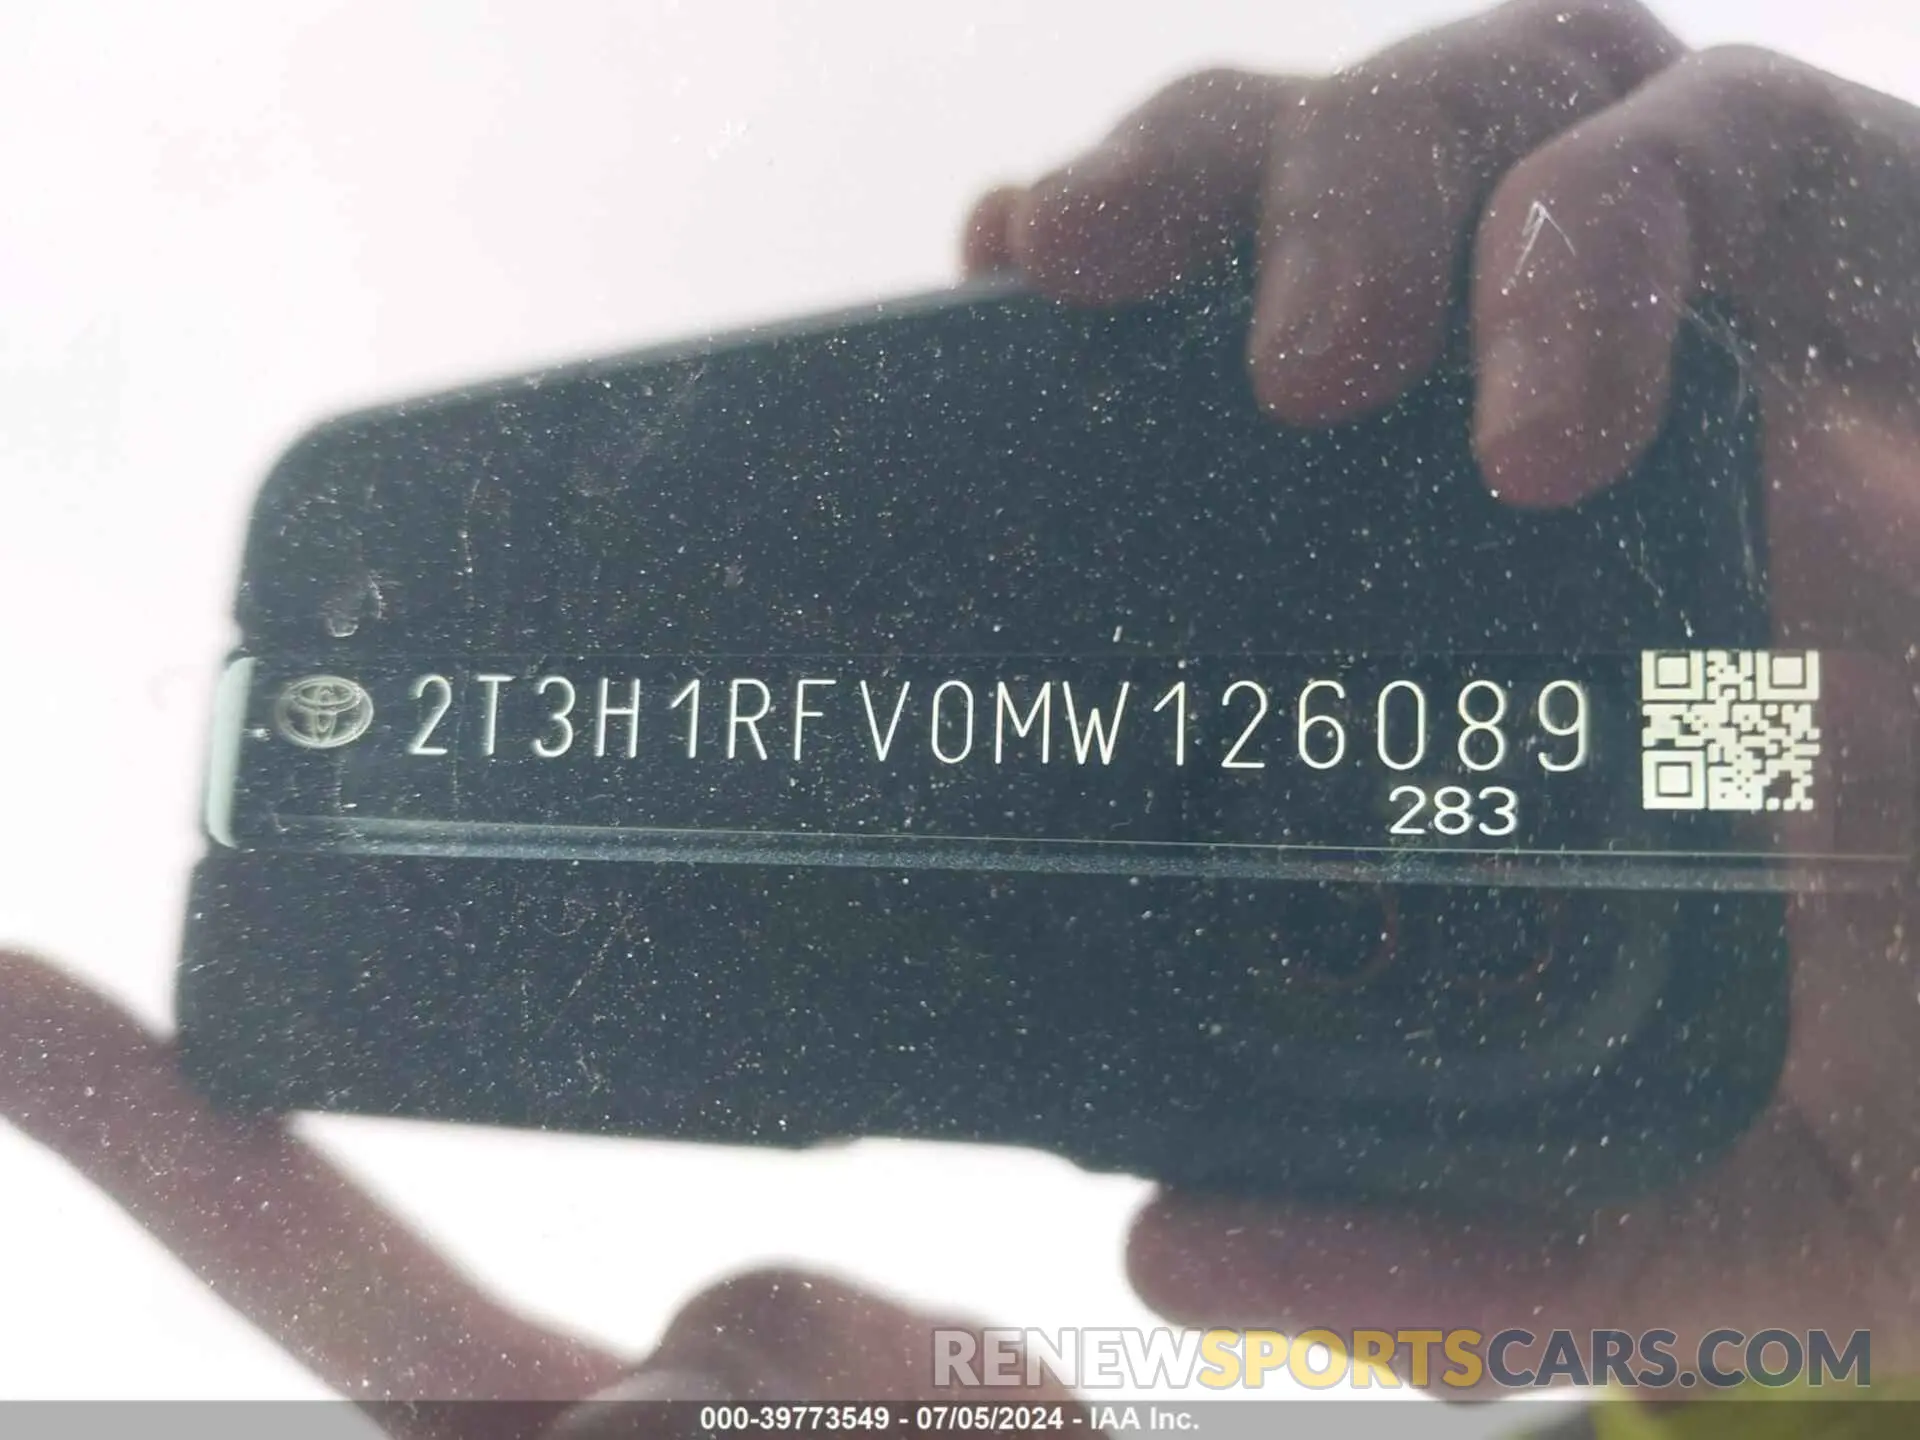 2T3H1RFV0MW126089
283
RENEWSPORTSCARS.COM
000-39773549 - 07/05/2024 - IAA Inc.